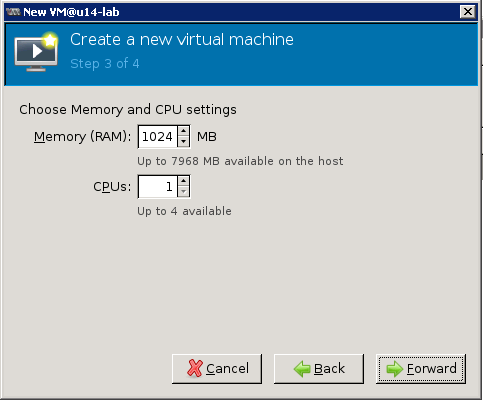 New VM@u14-lab
Create a new virtual machine
Step 3 of 4
Choose Memory and CPU settings
Memory (RAM): 1024 MB
Up to 7968 MB available on the host
CPUs: 1
Up to 4 available
Cancel Back Forward